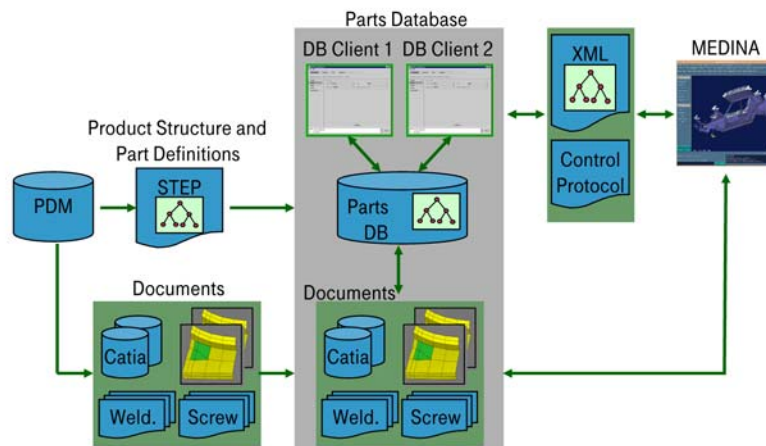 Parts Database
DB Client 1
DB Client 2
XML
MEDINA
Product Structure and
Part Definitions
Control
Protocol
STEP
PDM
Parts
DB
Documents
Catia
Weld.
Screw
Documents
Catia
Weld.
Screw